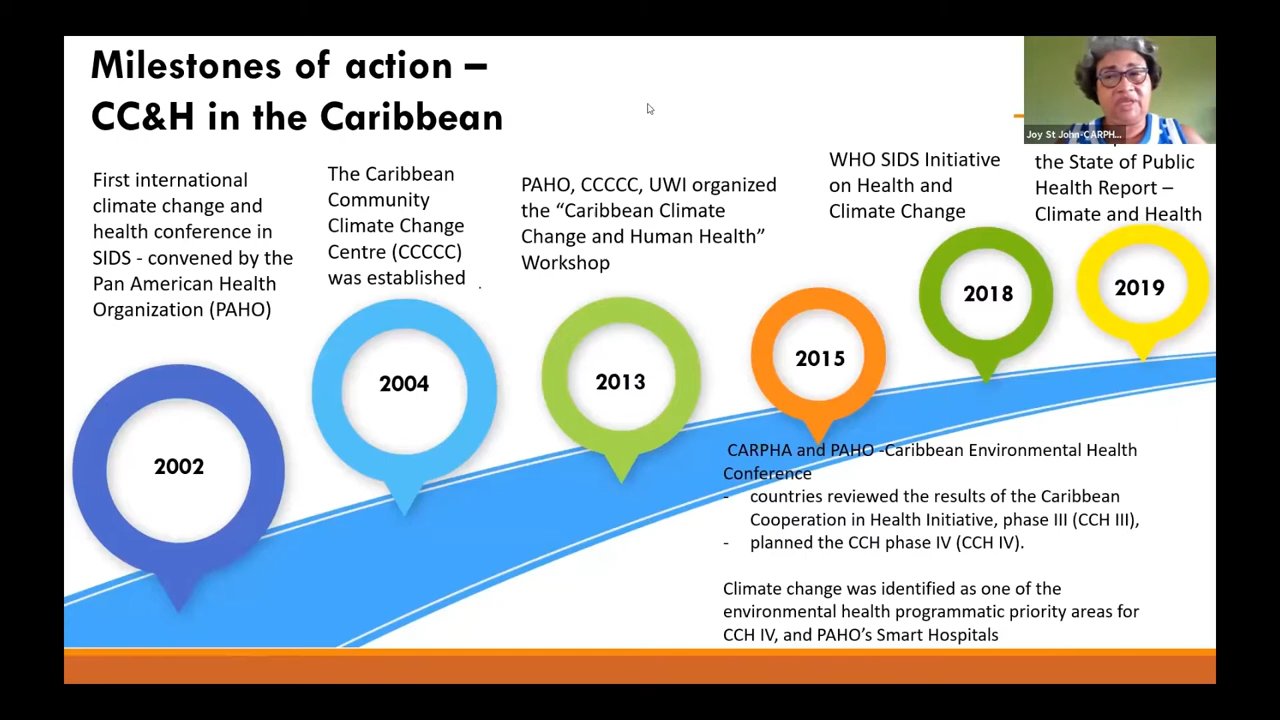 Milestones of action –
CC&H in the Caribbean
Joy St John-CARPH...
First international
climate change and
health conference in
SIDS - convened by the
Pan American Health
Organization (PAHO)
The Caribbean
Community
Climate Change
Centre (CCCCC)
was established
.
PAHO, CCCCC, UWI organized
the “Caribbean Climate
Change and Human Health”
Workshop
WHO SIDS Initiative
on Health and
Climate Change
the State of Public
Health Report –
Climate and Health
2002
2004
2013
2015
2018
2019
CARPHA and PAHO -Caribbean Environmental Health
Conference
- countries reviewed the results of the Caribbean
Cooperation in Health Initiative, phase III (CCH III),
- planned the CCH phase IV (CCH IV).
Climate change was identified as one of the
environmental health programmatic priority areas for
CCH IV, and PAHO’s Smart Hospitals